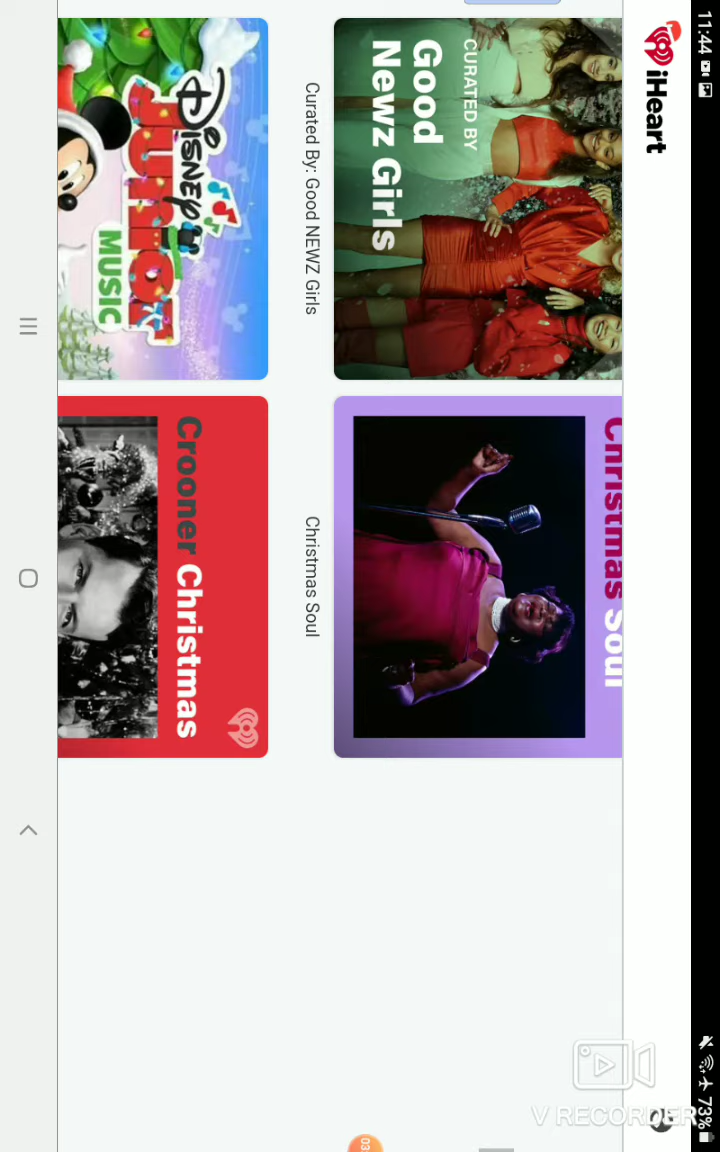 11:44
73%
iHeart
CURATED BY
Good
Newz Girls
Christmas Soul
Curated By: Good NEWZ Girls
Christmas Soul
Disney
JUNIOR
MUSIC
Crooner Christmas
03:
V RECORDER